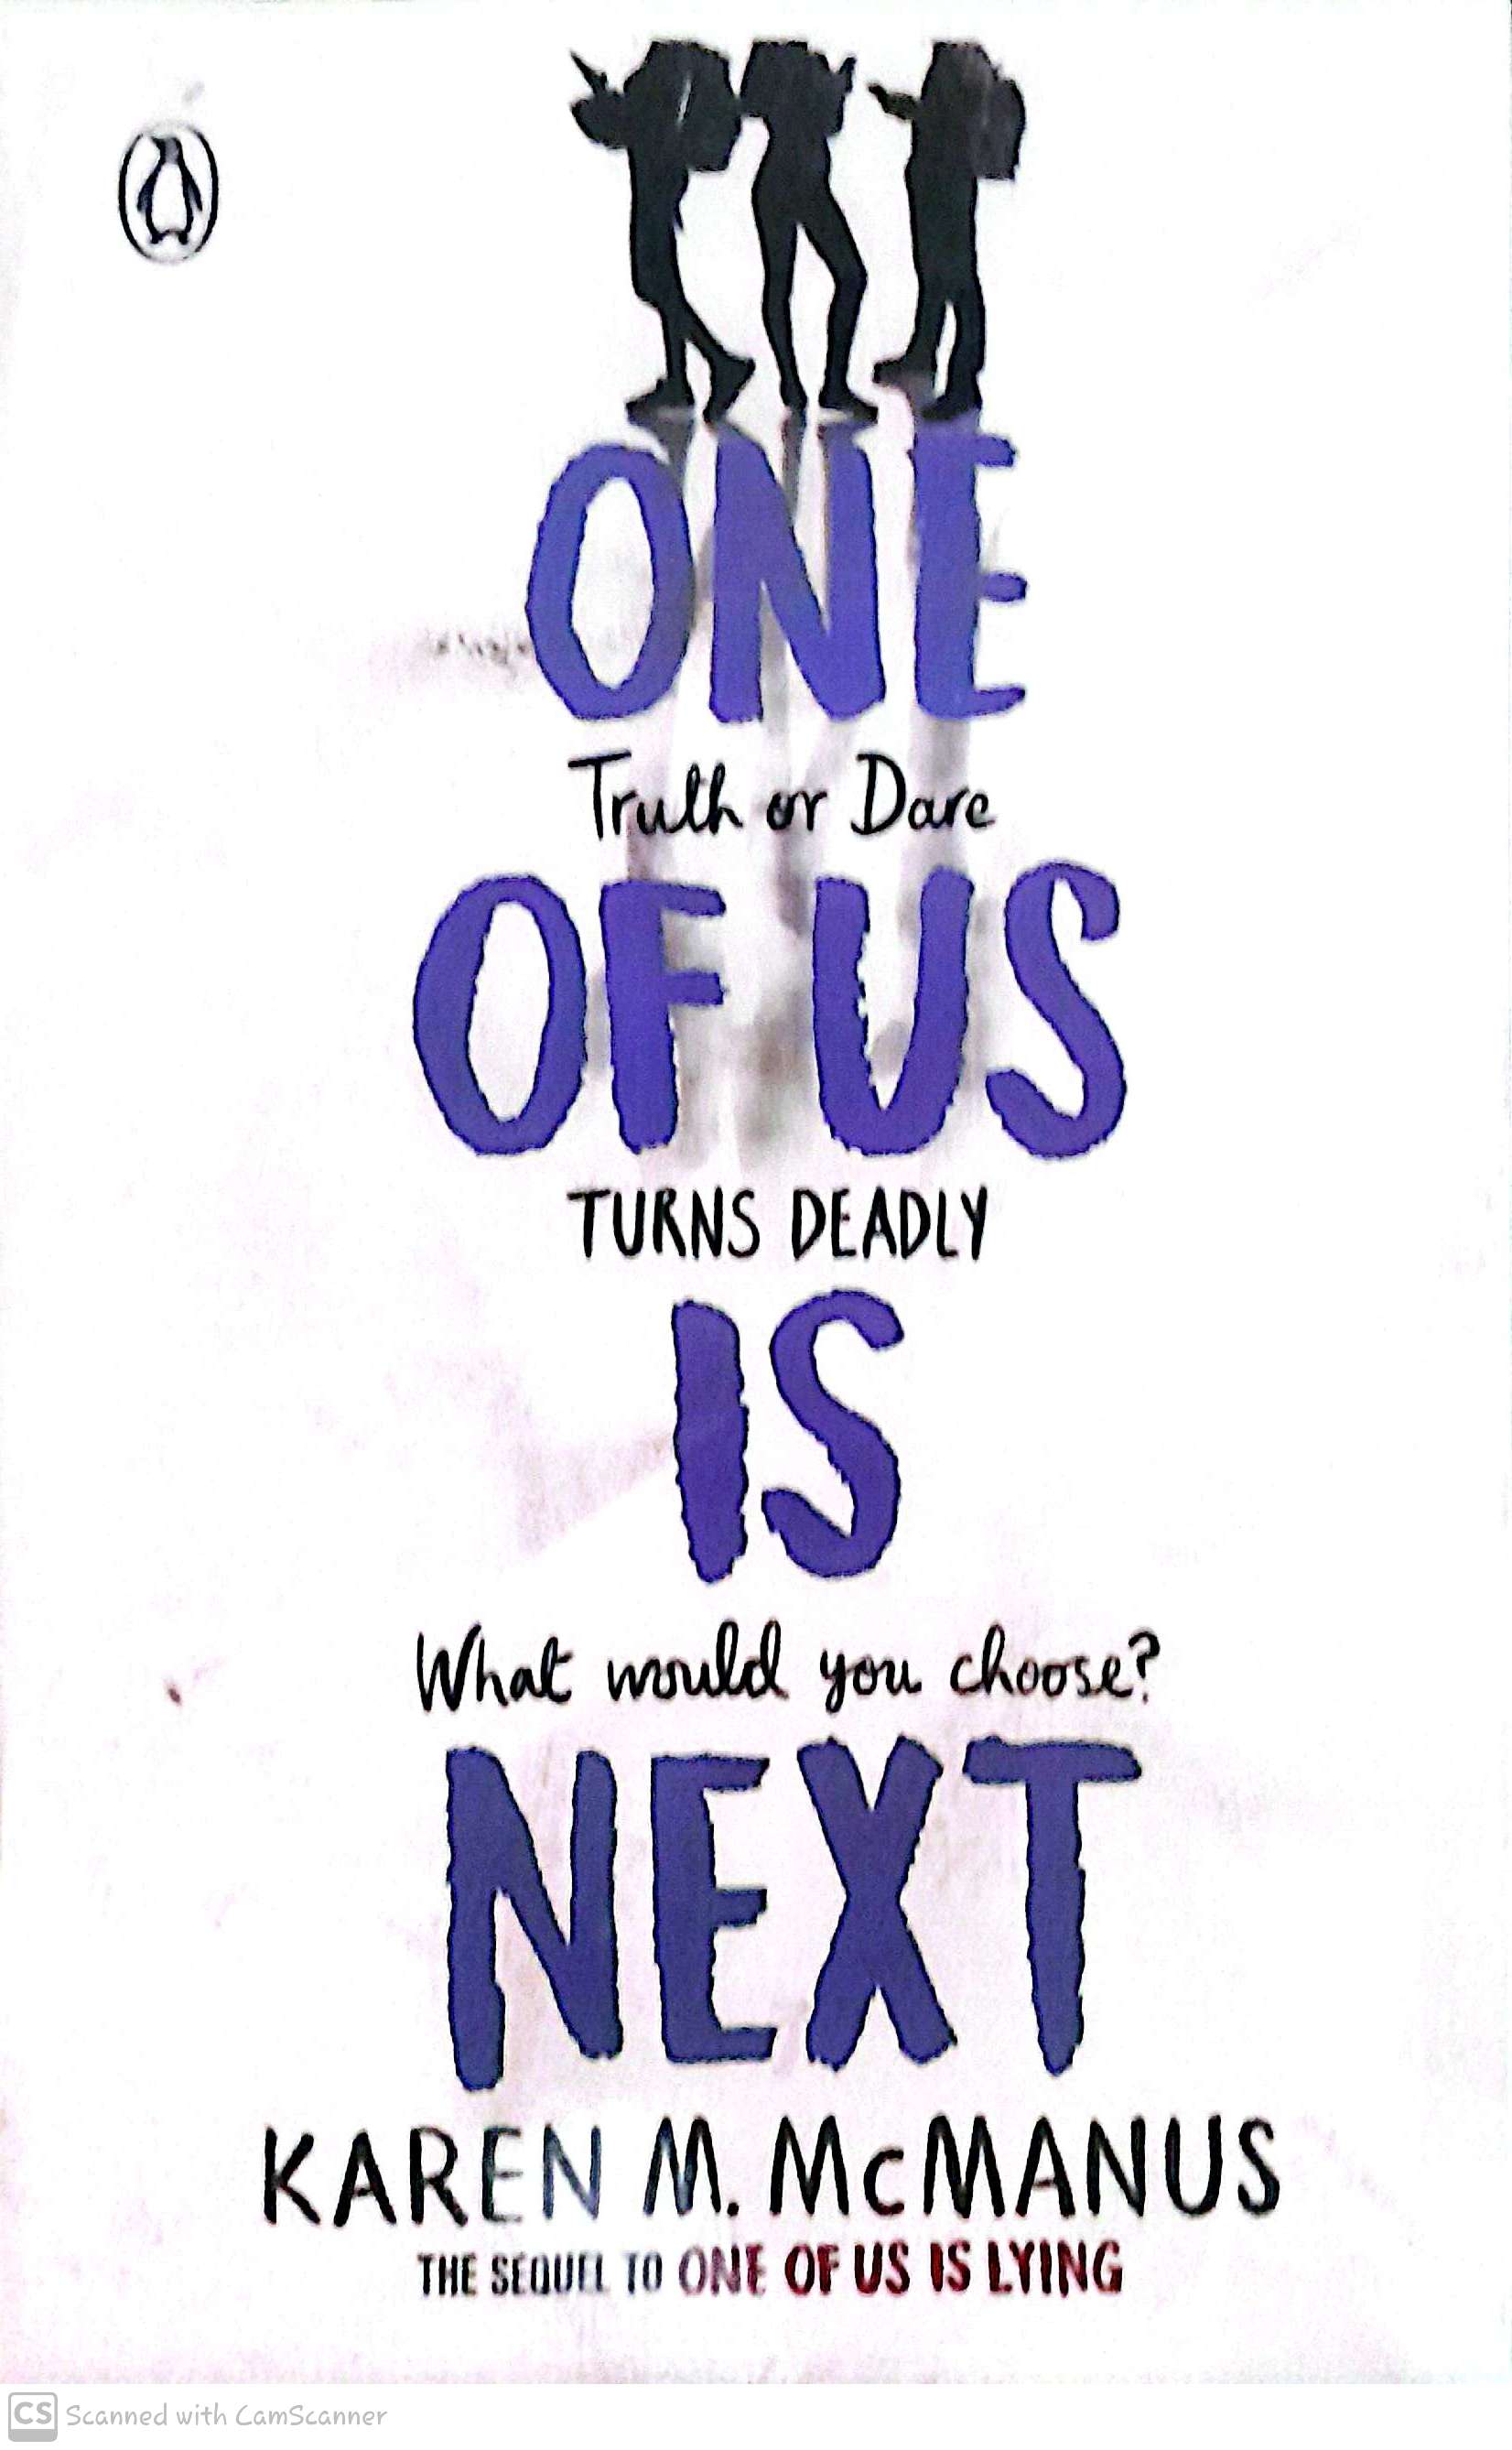 ONE
Truth or Dare
OF US
TURNS DEADLY
IS
What would you choose?
NEXT
KAREN M. McMANUS
THE SEQUEL TO ONE OF US IS LYING
CS Scanned with CamScanner